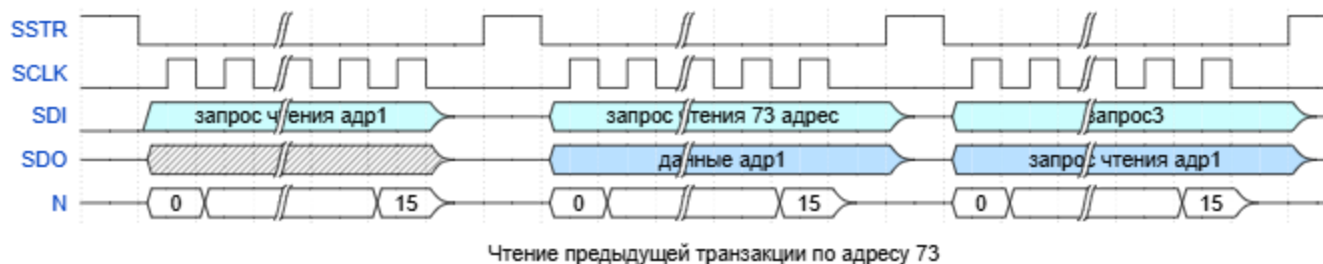 SSTR
SCLK
SDI запрос чтения адр1 запрос чтения 73 адрес запрос3
SDO данные адр1 запрос чтения адр1
N 0 15 0 15 0 15
Чтение предыдущей транзакции по адресу 73